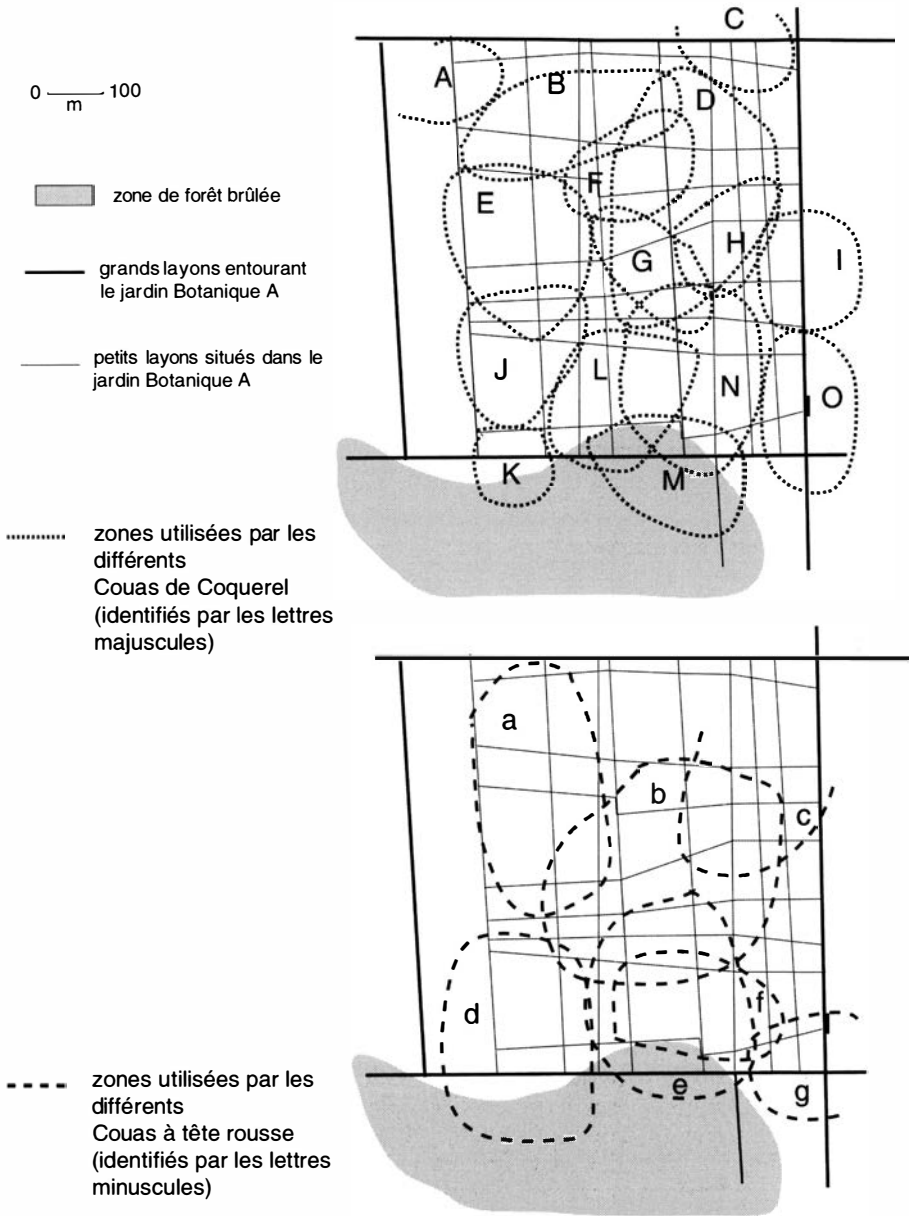 C
A
B
D
0 100
m
zone de forêt brûlée
E
F
G
H
I
grands layons entourant
le jardin Botanique A
petits layons situés dans le
jardin Botanique A
J
L
N
O
K
M
zones utilisées par les
différents
Couas de Coquerel
(identifiés par les lettres
majuscules)
a
b
c
d
f
e
g
zones utilisées par les
différents
Couas à tête rousse
(identifiés par les lettres
minuscules)